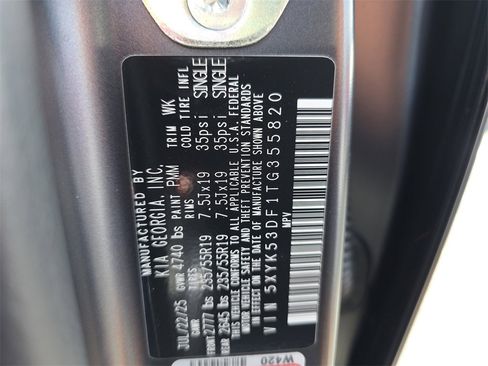 MANUFACTURED BY
KIA GEORGIA, INC.
JUL/22/25 GVWR 4740 lbs PAINT PMM TRIM WK
GAWR RIMS COLD TIRE INFL
FRONT 2777 lbs 235/55R19 7.5Jx19 35psi SINGLE
REAR 2645 lbs 235/55R19 7.5Jx19 35psi SINGLE
THIS VEHICLE CONFORMS TO ALL APPLICABLE U.S.A. FEDERAL
MOTOR VEHICLE SAFETY AND THEFT PREVENTION STANDARDS
IN EFFECT ON THE DATE OF MANUFACTURE SHOWN ABOVE
VIN 5XYK53DF1TG355820
MPV
W420